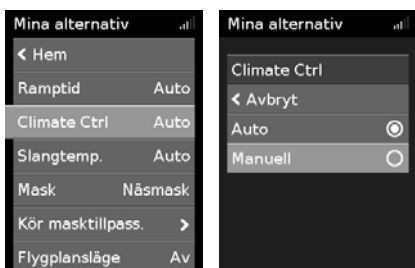 Mina alternativ
< Hem
Ramptid Auto
Climate Ctrl Auto
Slangtemp. Auto
Mask Näsmask
Kör masktillpass. >
Flygplansläge Av
Mina alternativ
Climate Ctrl
< Avbryt
Auto
Manuell